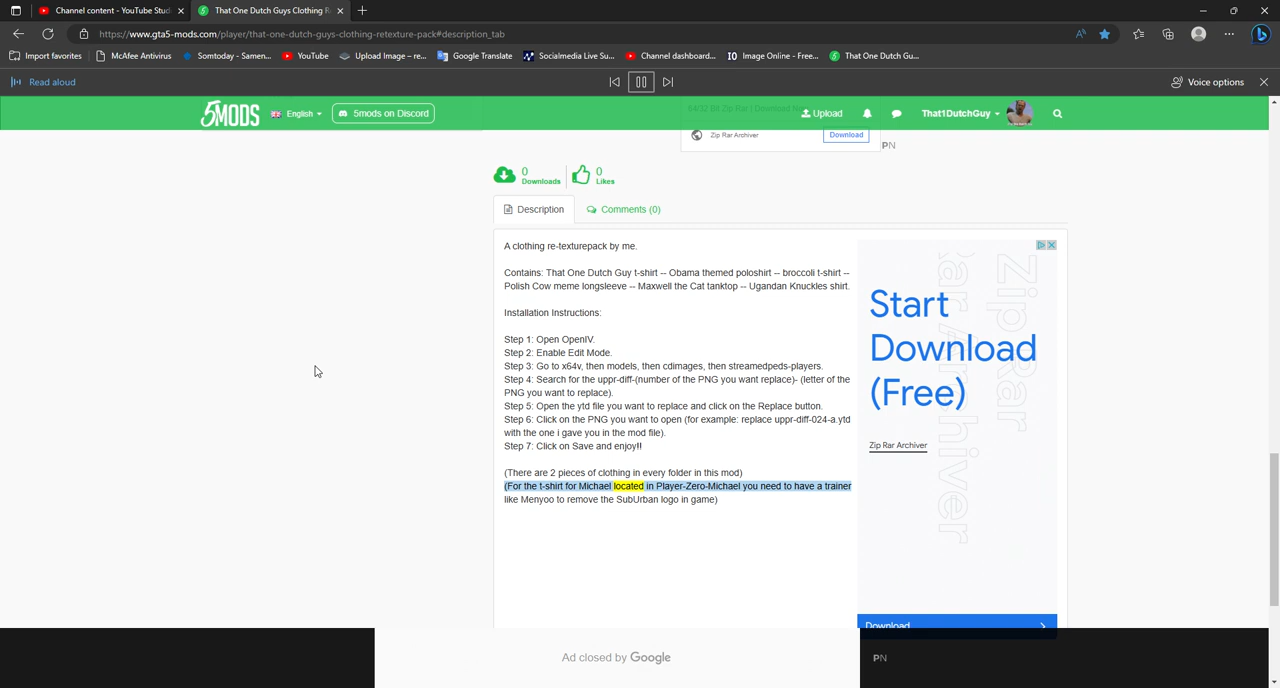 Channel content - YouTube Stu
That One Dutch Guys Clothing R
https://www.gta5-mods.com/player/that-one-dutch-guys-clothing-retexture-pack#description_tab
Import favorites
McAfee Antivirus
Somtoday - Samen...
YouTube
Upload Image – re...
Google Translate
Socialmedia Live Su...
Channel dashboard...
IO Image Online - Free...
That One Dutch Gu...
Read aloud
Voice options
5MODS
English
5mods on Discord
Upload
That1DutchGuy
Zip Rar Archiver
Download
PN
0
Downloads
0
Likes
Description
Comments (0)
A clothing re-texturepack by me.
Contains: That One Dutch Guy t-shirt -- Obama themed poloshirt -- broccoli t-shirt --
Polish Cow meme longsleeve -- Maxwell the Cat tanktop -- Ugandan Knuckles shirt.
Installation Instructions:
Step 1: Open OpenIV.
Step 2: Enable Edit Mode.
Step 3: Go to x64v, then models, then cdimages, then streamedpeds-players.
Step 4: Search for the uppr-diff-(number of the PNG you want replace)- (letter of the
PNG you want to replace).
Step 5: Open the ytd file you want to replace and click on the Replace button.
Step 6: Click on the PNG you want to open (for example: replace uppr-diff-024-a.ytd
with the one i gave you in the mod file).
Step 7: Click on Save and enjoy!!
(There are 2 pieces of clothing in every folder in this mod)
(For the t-shirt for Michael located in Player-Zero-Michael you need to have a trainer
like Menyoo to remove the SubUrban logo in game)
Start
Download
(Free)
Zip Rar Archiver
ZipRar
Download
Ad closed by Google
PN